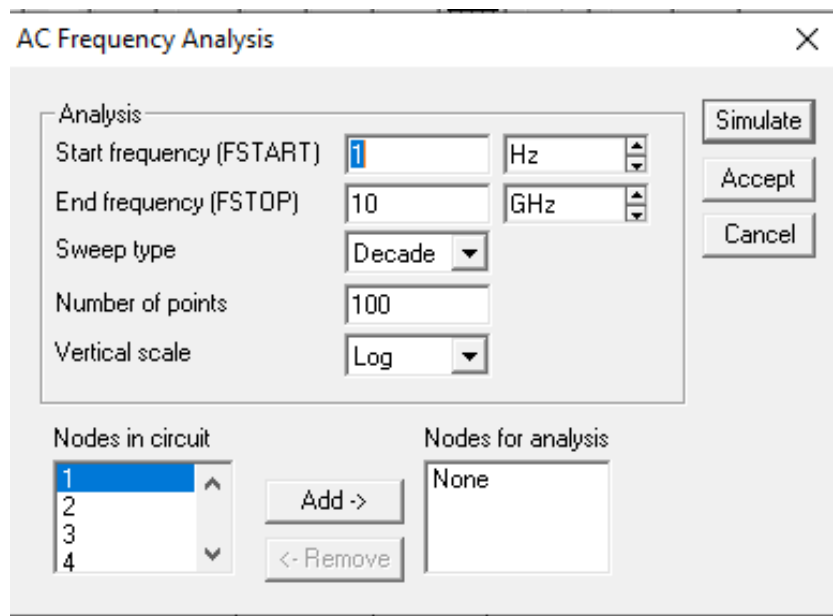 AC Frequency Analysis
Analysis
Start frequency (FSTART) 1 Hz
Simulate
End frequency (FSTOP) 10 GHz
Accept
Sweep type Decade
Cancel
Number of points 100
Vertical scale Log
Nodes in circuit
Nodes for analysis
1
2
3
4
Add ->
<- Remove
None